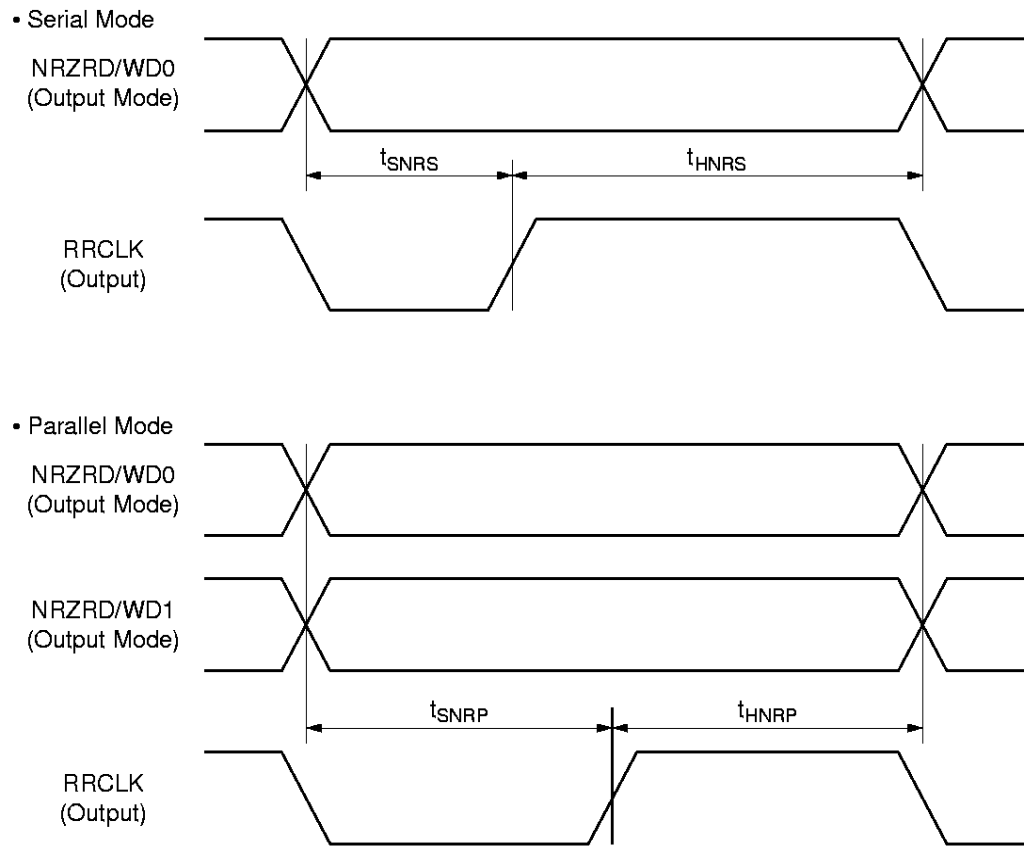 • Serial Mode
NRZRD/WD0
(Output Mode)
tSNRS
tHNRS
RRCLK
(Output)
• Parallel Mode
NRZRD/WD0
(Output Mode)
NRZRD/WD1
(Output Mode)
tSNRP
tHNRP
RRCLK
(Output)